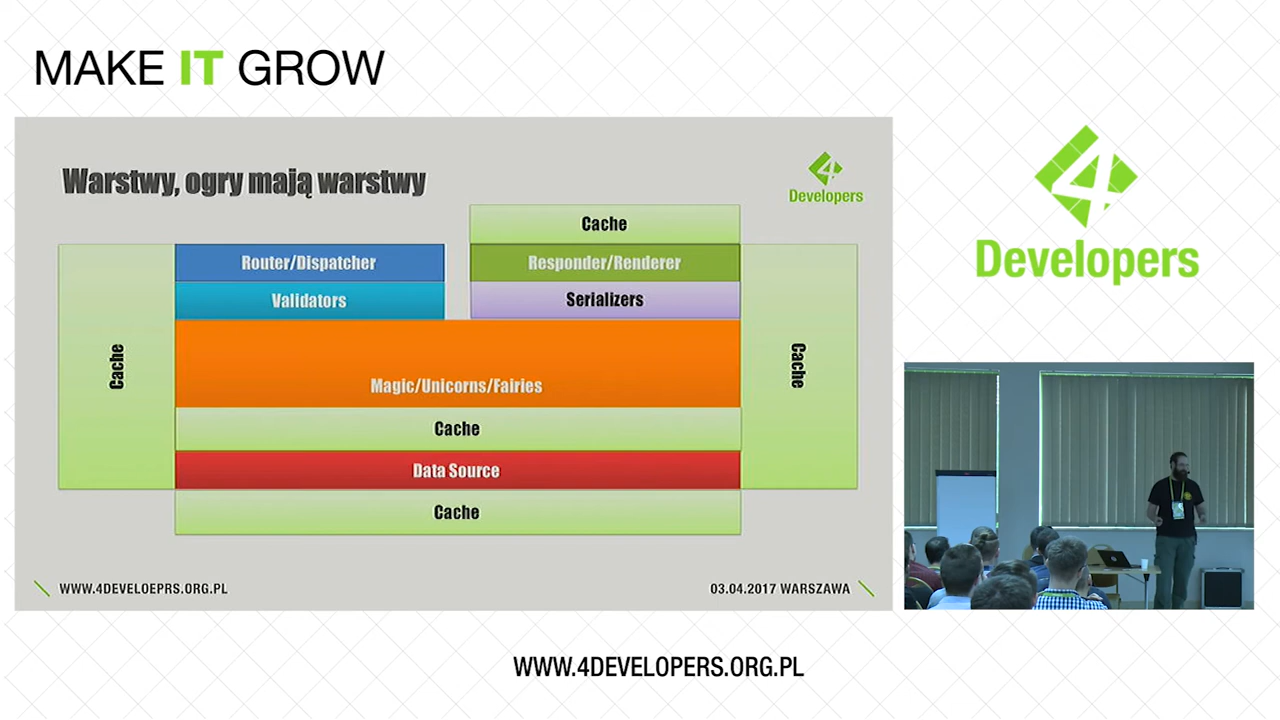 MAKE IT GROW
Warstwy, ogry mają warstwy
4
Developers
Cache
Router/Dispatcher
Responder/Renderer
Validators
Serializers
Cache
Cache
Magic/Unicorns/Fairies
Cache
Data Source
Cache
WWW.4DEVELOEPRS.ORG.PL
03.04.2017 WARSZAWA
4
Developers
WWW.4DEVELOPERS.ORG.PL